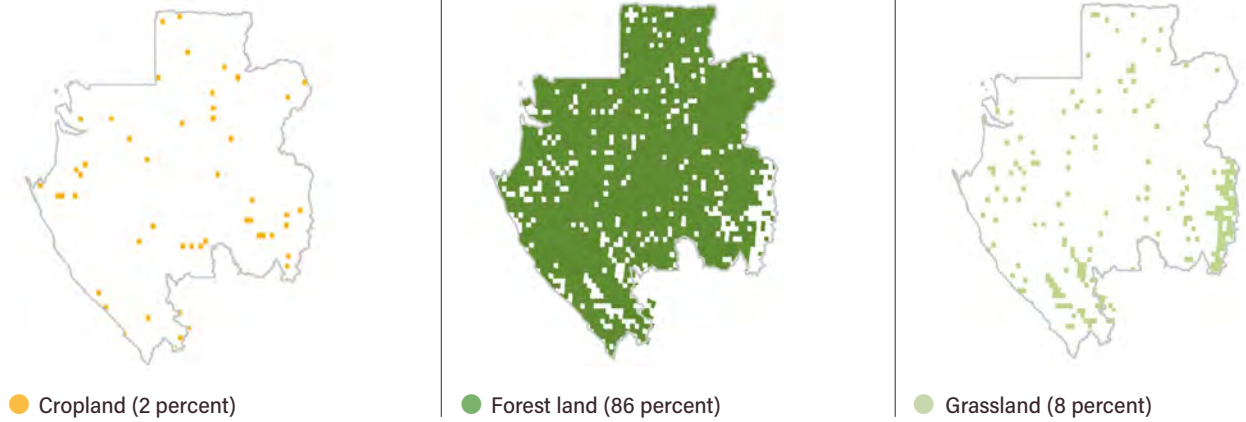 Cropland (2 percent)
Forest land (86 percent)
Grassland (8 percent)